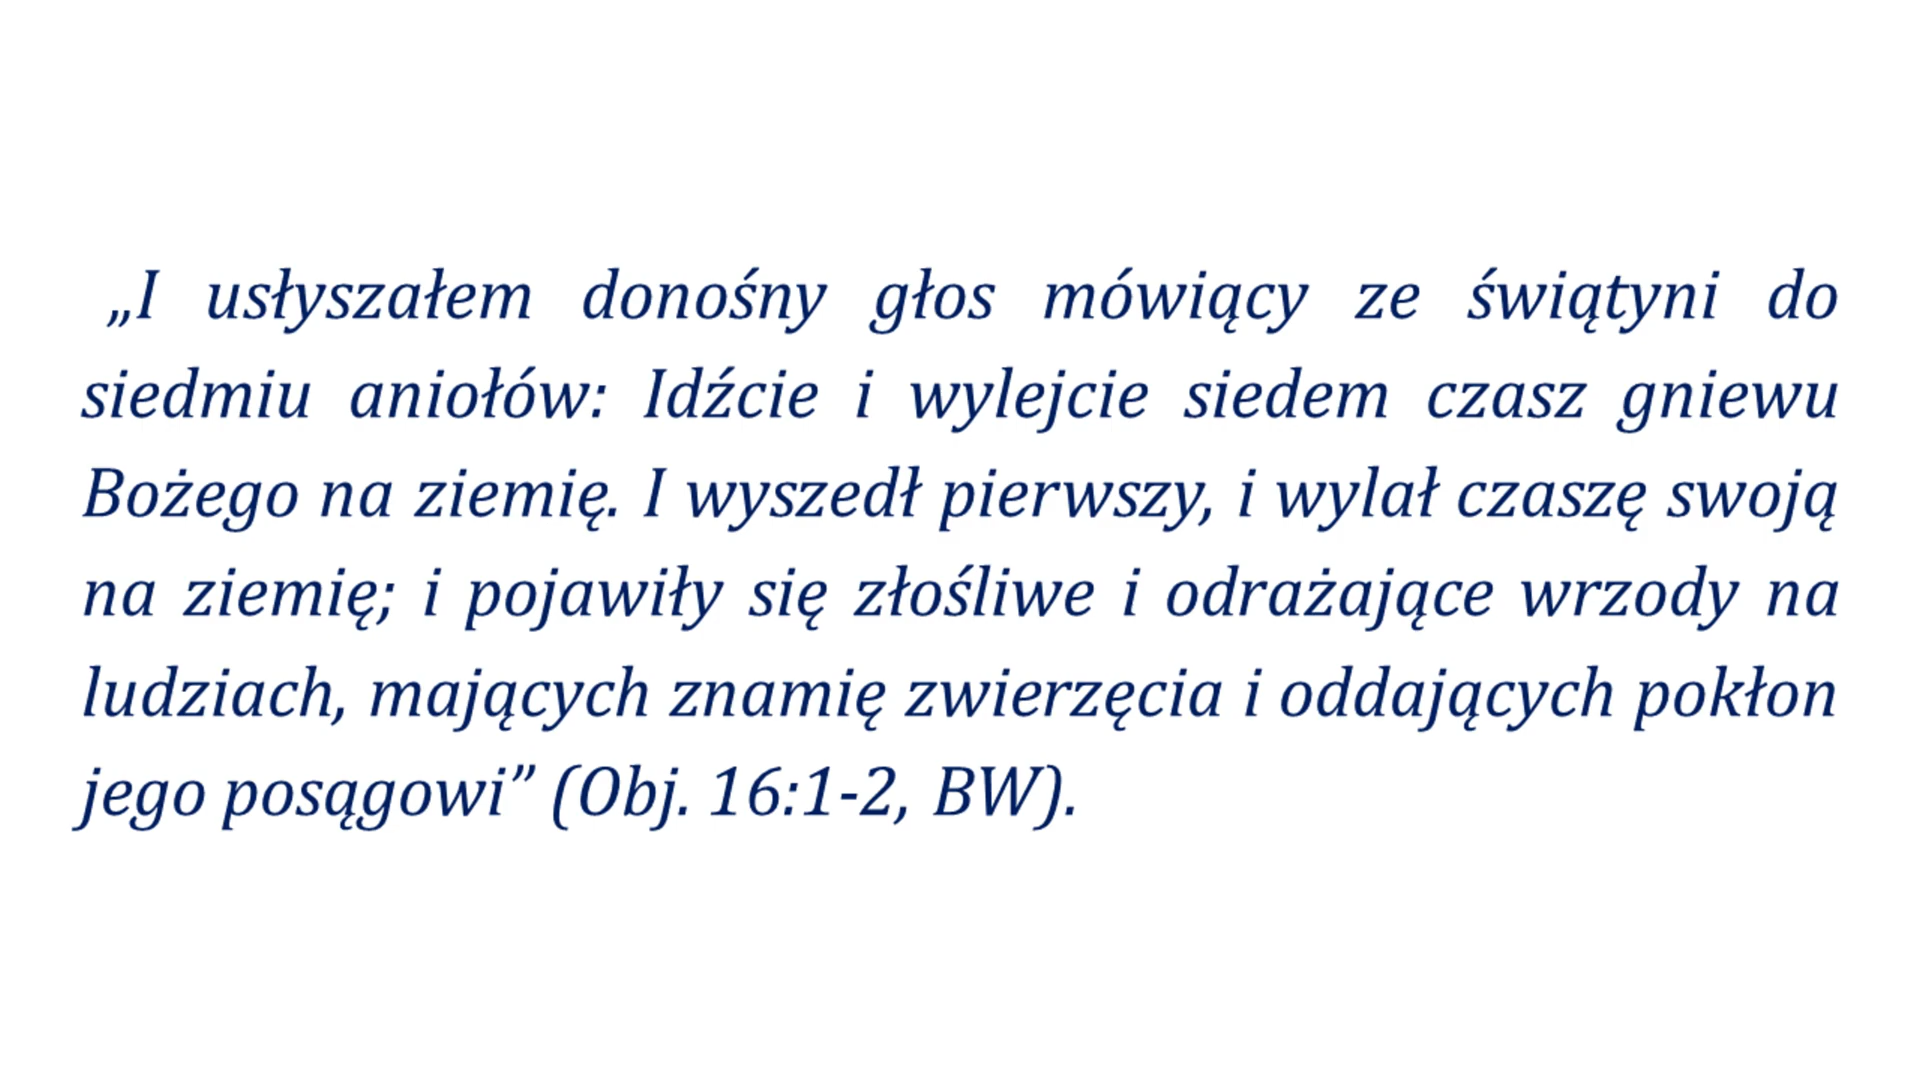 „I usłyszałem donośny głos mówiący ze świątyni do
siedmiu aniołów: Idźcie i wylejcie siedem czasz gniewu
Bożego na ziemię. I wyszedł pierwszy, i wylał czaszę swoją
na ziemię; i pojawiły się złośliwe i odrażające wrzody na
ludziach, mających znamię zwierzęcia i oddających pokłon
jego posągowi” (Obj. 16:1-2, BW).